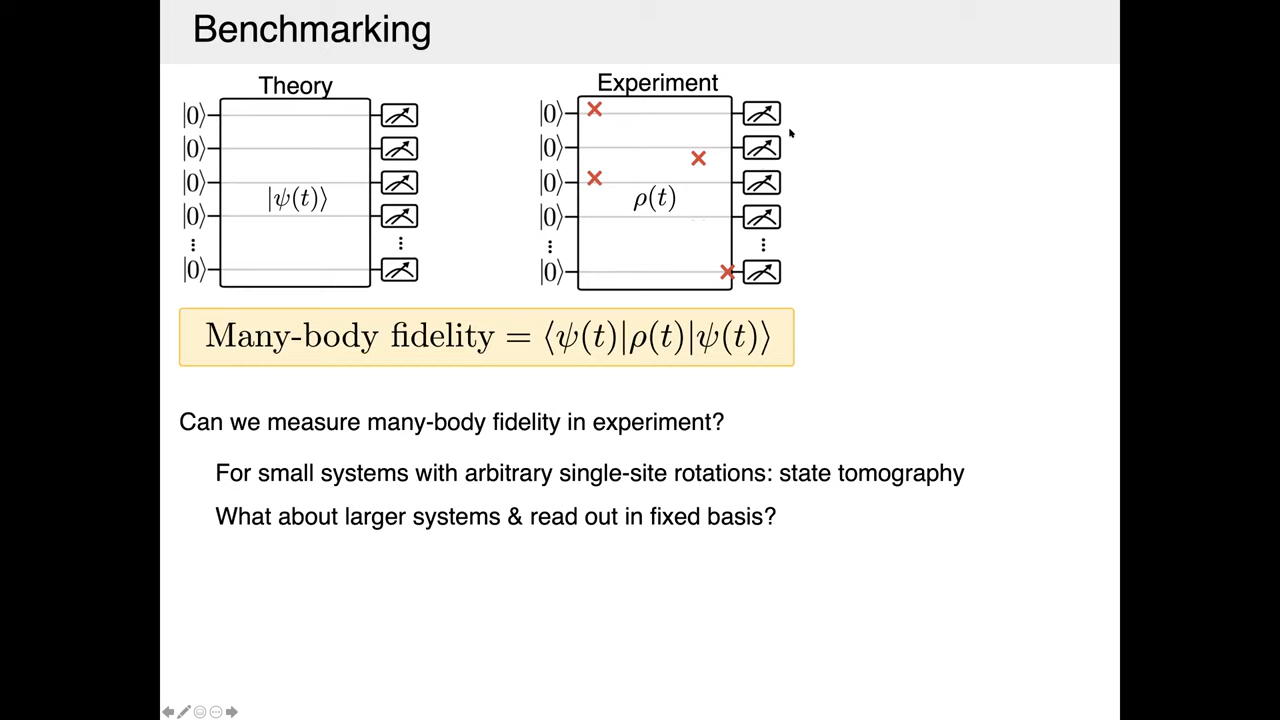 Benchmarking
Theory
Experiment
|0⟩
|0⟩
|0⟩
|0⟩
⋮
|0⟩
|ψ(t)⟩
⋮
|0⟩
|0⟩
|0⟩
|0⟩
⋮
|0⟩
ρ(t)
⋮
Many-body fidelity = ⟨ψ(t)|ρ(t)|ψ(t)⟩
Can we measure many-body fidelity in experiment?
For small systems with arbitrary single-site rotations: state tomography
What about larger systems & read out in fixed basis?